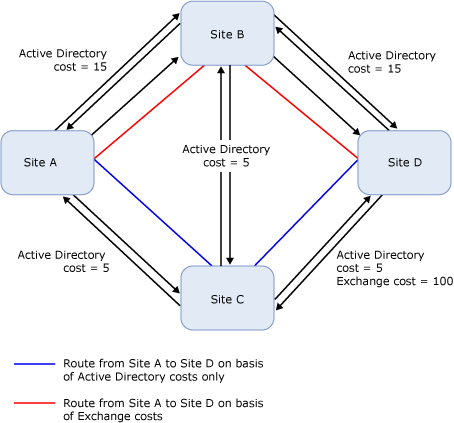 Site B
Active Directory
cost = 15
Active Directory
cost = 15
Active Directory
cost = 5
Site A
Site D
Active Directory
cost = 5
Active Directory
cost = 5
Exchange cost = 100
Site C
Route from Site A to Site D on basis
of Active Directory costs only
Route from Site A to Site D on basis
of Exchange costs